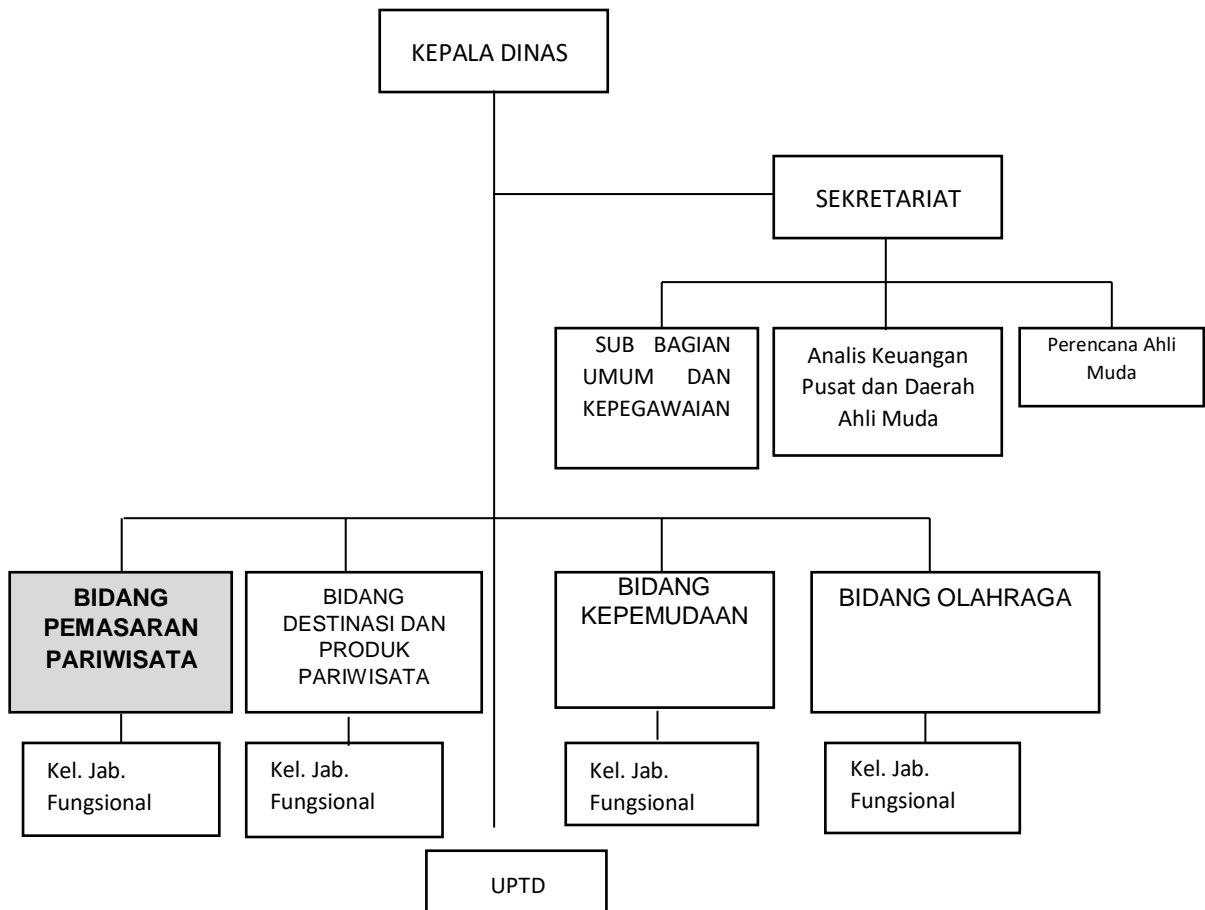 KEPALA DINAS
SEKRETARIAT
SUB BAGIAN
UMUM DAN
KEPEGAWAIAN
Analis Keuangan
Pusat dan Daerah
Ahli Muda
Perencana Ahli
Muda
BIDANG
PEMASARAN
PARIWISATA
BIDANG
DESTINASI DAN
PRODUK
PARIWISATA
BIDANG
KEPEMUDAAN
BIDANG OLAHRAGA
Kel. Jab.
Fungsional
Kel. Jab.
Fungsional
Kel. Jab.
Fungsional
Kel. Jab.
Fungsional
UPTD